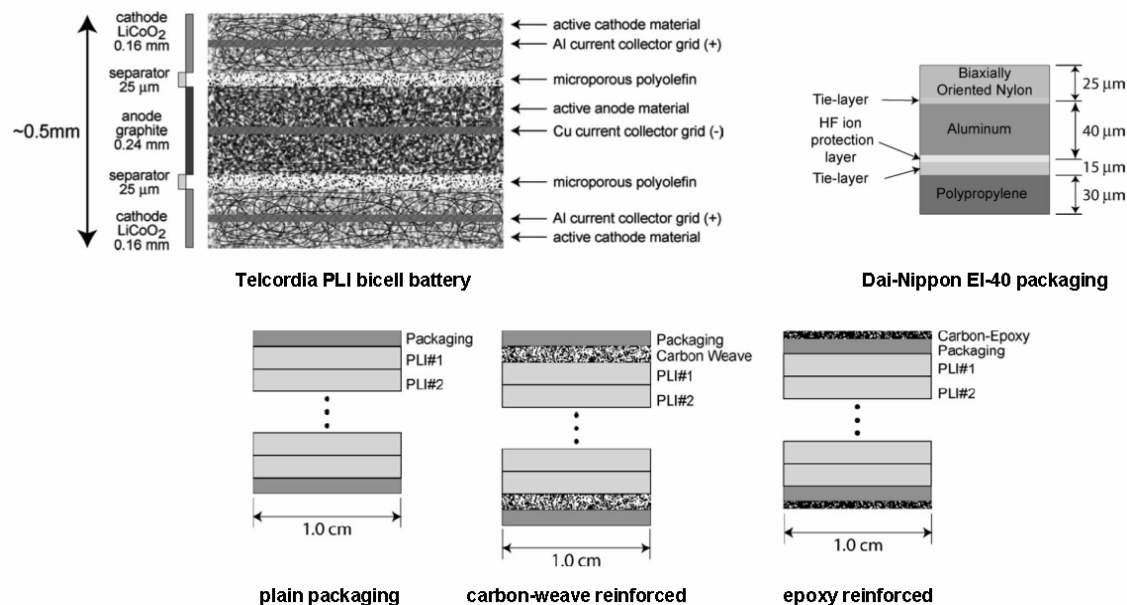 cathode
LiCoO2
0.16 mm
separator
25 µm
anode
graphite
0.24 mm
separator
25 µm
cathode
LiCoO2
0.16 mm
~0.5mm
active cathode material
Al current collector grid (+)
microporous polyolefin
active anode material
Cu current collector grid (-)
microporous polyolefin
Al current collector grid (+)
active cathode material
Telcordia PLI bicell battery
Tie-layer
HF ion
protection
layer
Tie-layer
Biaxially
Oriented Nylon
Aluminum
Polypropylene
25 µm
40 µm
15 µm
30 µm
Dai-Nippon EI-40 packaging
Packaging
PLI#1
PLI#2
1.0 cm
plain packaging
Packaging
Carbon Weave
PLI#1
PLI#2
1.0 cm
carbon-weave reinforced
Carbon-Epoxy
Packaging
PLI#1
PLI#2
1.0 cm
epoxy reinforced